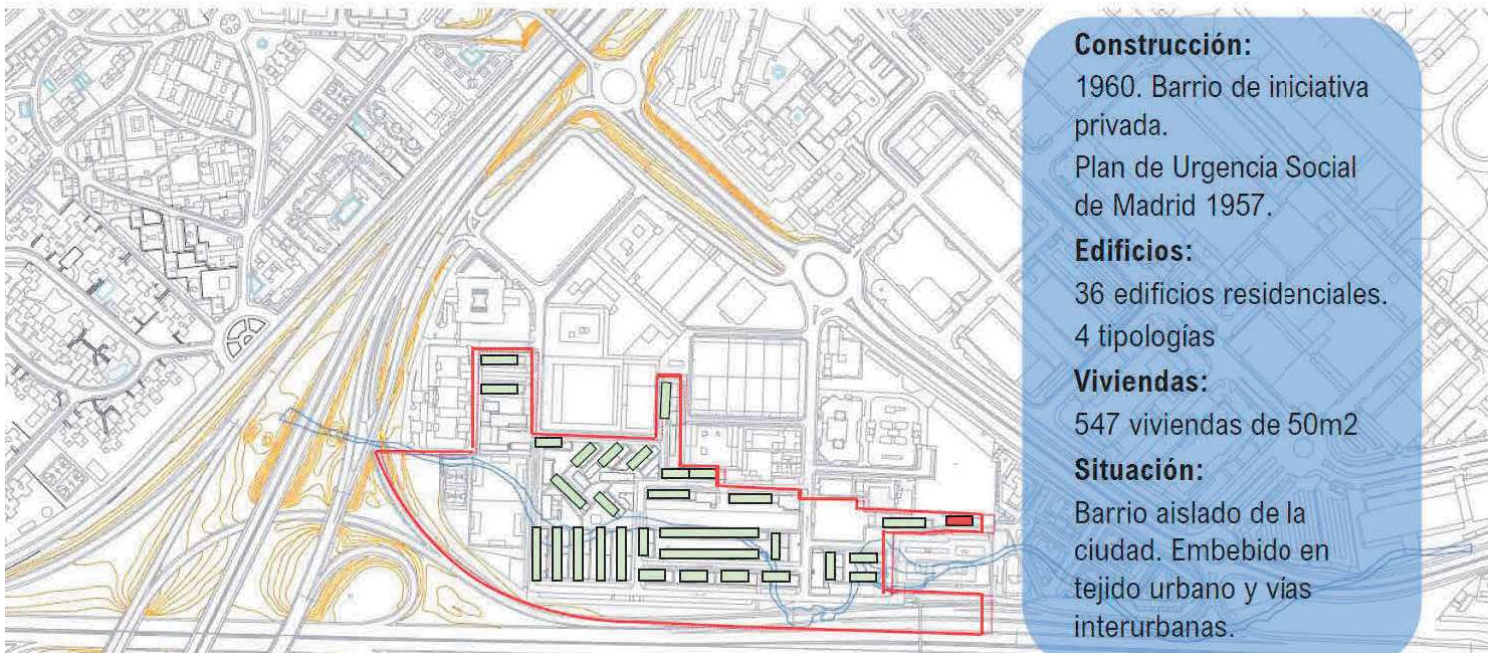 Construcción:
1960. Barrio de iniciativa
privada.
Plan de Urgencia Social
de Madrid 1957.
Edificios:
36 edificios residenciales.
4 tipologías
Viviendas:
547 viviendas de 50m2
Situación:
Barrio aislado de la
ciudad. Embebido en
tejido urbano y vías
interurbanas.